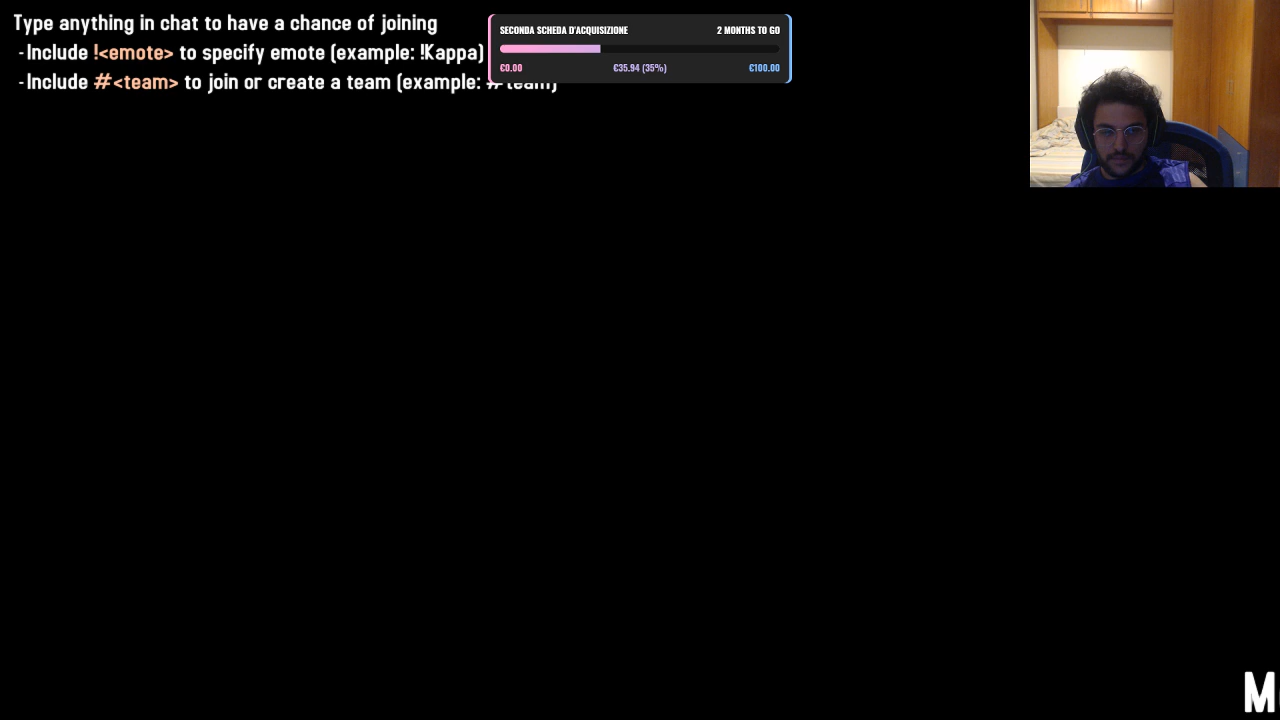 Type anything in chat to have a chance of joining
- Include !<emote> to specify emote (example: !Kappa)
- Include #<team> to join or create a team (example: #team)
SECONDA SCHEDA D'ACQUISIZIONE 2 MONTHS TO GO
€0.00 €35.94 (35%) €100.00
M